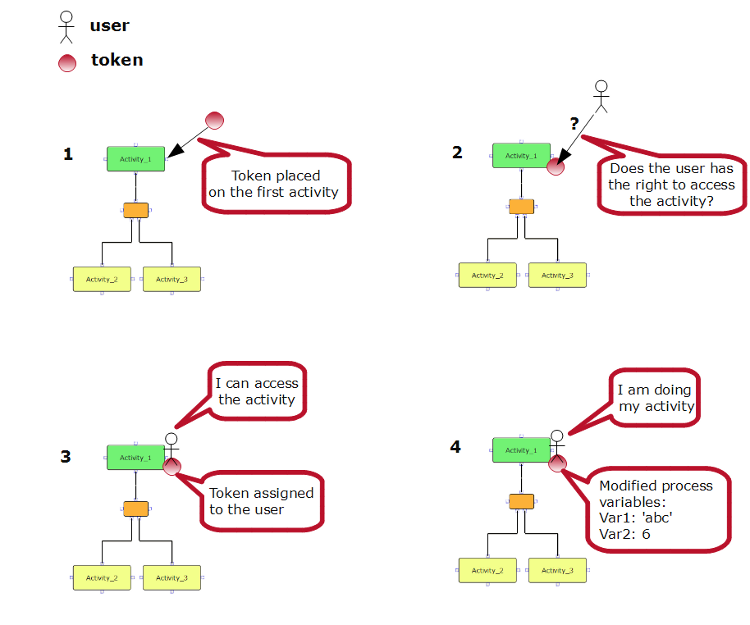 user
token
1
Activity_1
Token placed
on the first activity
Activity_2
Activity_3
2
?
Activity_1
Does the user has
the right to access
the activity?
Activity_2
Activity_3
3
I can access
the activity
Activity_1
Token assigned
to the user
Activity_2
Activity_3
4
I am doing
my activity
Activity_1
Modified process
variables:
Var1: 'abc'
Var2: 6
Activity_2
Activity_3